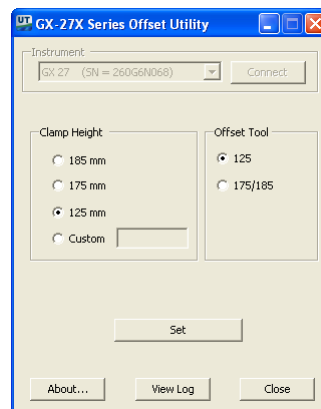 UT GX-27X Series Offset Utility
Instrument
GX 27 (SN = 260G6N068) Connect
Clamp Height Offset Tool
185 mm 125
175 mm 175/185
125 mm
Custom
Set
About... View Log Close